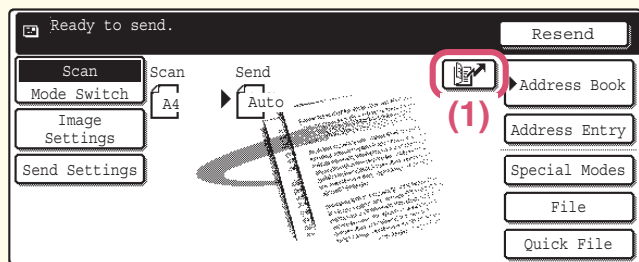 Ready to send.
Resend
Scan
Mode Switch
Scan
A4
Send
Auto
(1)
Address Book
Image
Settings
Address Entry
Send Settings
Special Modes
File
Quick File